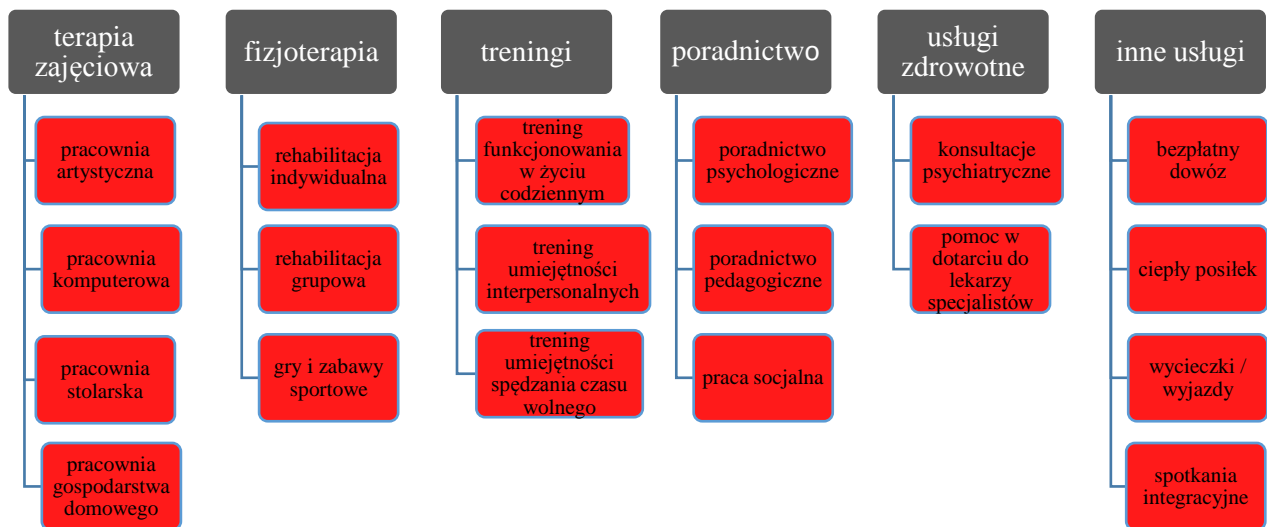 terapia
zajęciowa
pracownia
artystyczna
pracownia
komputerowa
pracownia
stolarska
pracownia
gospodarstwa
domowego
fizjoterapia
rehabilitacja
indywidualna
rehabilitacja
grupowa
gry i zabawy
sportowe
treningi
trening
funkcjonowania
w życiu
codziennym
trening
umiejętności
interpersonalnych
trening
umiejętności
spędzania czasu
wolnego
poradnictwo
poradnictwo
psychologiczne
poradnictwo
pedagogiczne
praca socjalna
usługi
zdrowotne
konsultacje
psychiatryczne
pomoc w
dotarciu do
lekarzy
specjalistów
inne usługi
bezpłatny
dowóz
ciepły posiłek
wycieczki /
wyjazdy
spotkania
integracyjne